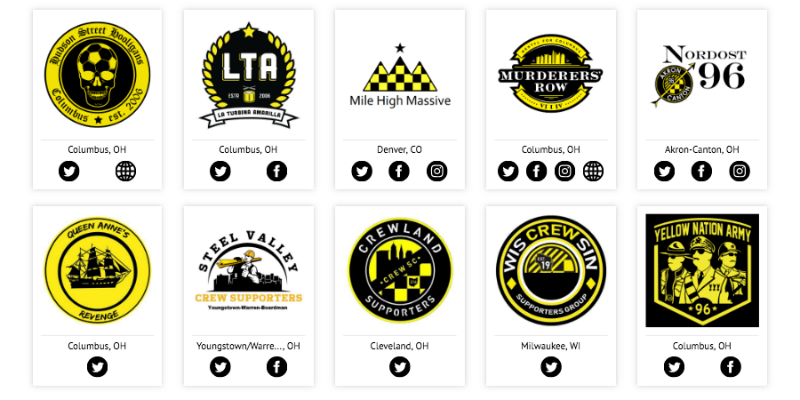 Hudson Street Hooligans
Columbus ★ est. 2006
Columbus, OH
LTA
ESTD 2006
LA TURBINA AMARILLA
Columbus, OH
Mile High Massive
Denver, CO
MURDERERS'
ROW
VI IV
Columbus, OH
NORDOST
96
AKRON
CANTON
Akron-Canton, OH
QUEEN ANNE'S
REVENGE
Columbus, OH
STEEL VALLEY
CREW SUPPORTERS
Youngstown-Warren-Boardman
Youngstown/Warre..., OH
CREWLAND
CREW SC
SUPPORTERS
Cleveland, OH
WIS CREW SIN
EST 19
SUPPORTERS GROUP
Milwaukee, WI
YELLOW NATION ARMY
★96★
Columbus, OH